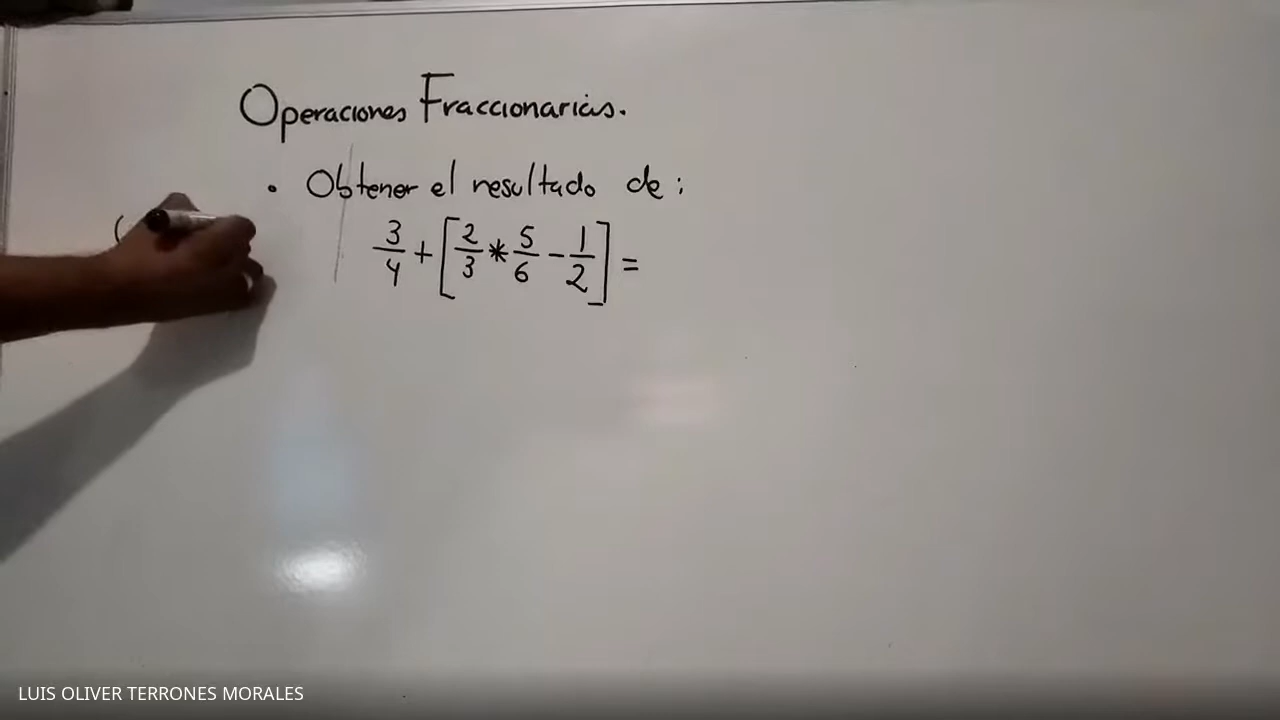 Operaciones Fraccionarias.
• Obtener el resultado de:
3/4 + [2/3 * 5/6 - 1/2] =
(
LUIS OLIVER TERRONES MORALES